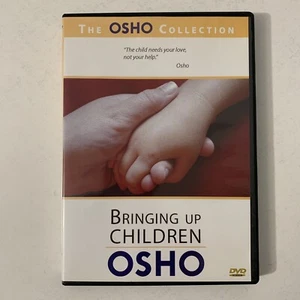 THE OSHO COLLECTION
"The child needs your love,
not your help."
Osho
BRINGING UP
CHILDREN
OSHO
DVD